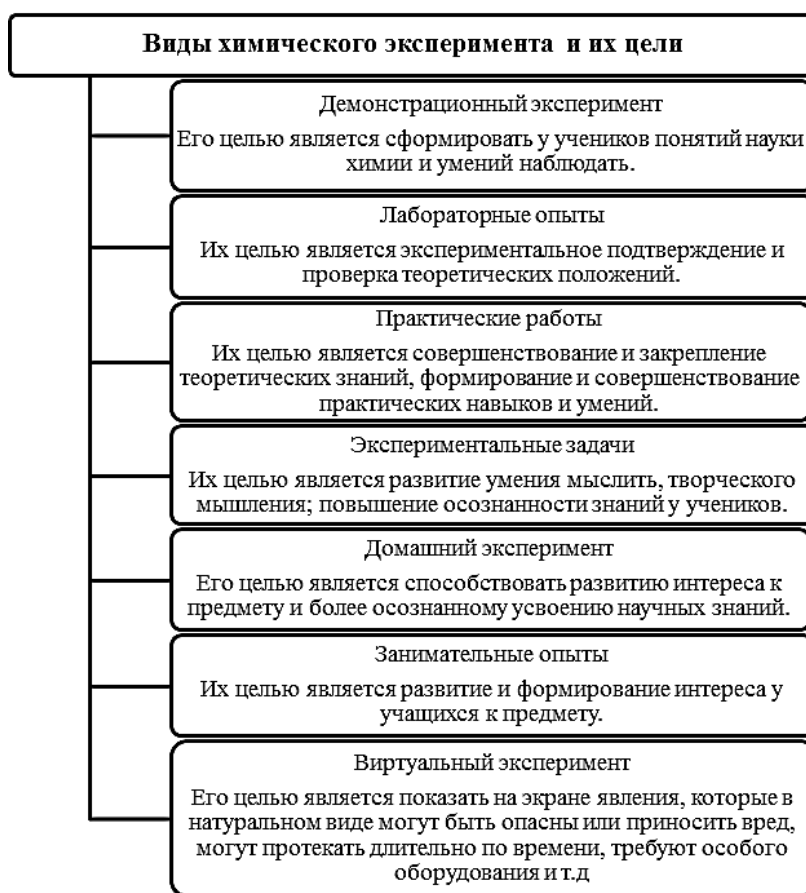 Виды химического эксперимента и их цели
Демонстрационный эксперимент
Его целью является сформировать у учеников понятий науки
химии и умений наблюдать.
Лабораторные опыты
Их целью является экспериментальное подтверждение и
проверка теоретических положений.
Практические работы
Их целью является совершенствование и закрепление
теоретических знаний, формирование и совершенствование
практических навыков и умений.
Экспериментальные задачи
Их целью является развитие умения мыслить, творческого
мышления; повышение осознанности знаний у учеников.
Домашний эксперимент
Его целью является способствовать развитию интереса к
предмету и более осознанному усвоению научных знаний.
Занимательные опыты
Их целью является развитие и формирование интереса у
учащихся к предмету.
Виртуальный эксперимент
Его целью является показать на экране явления, которые в
натуральном виде могут быть опасны или приносить вред,
могут протекать длительно по времени, требуют особого
оборудования и т.д